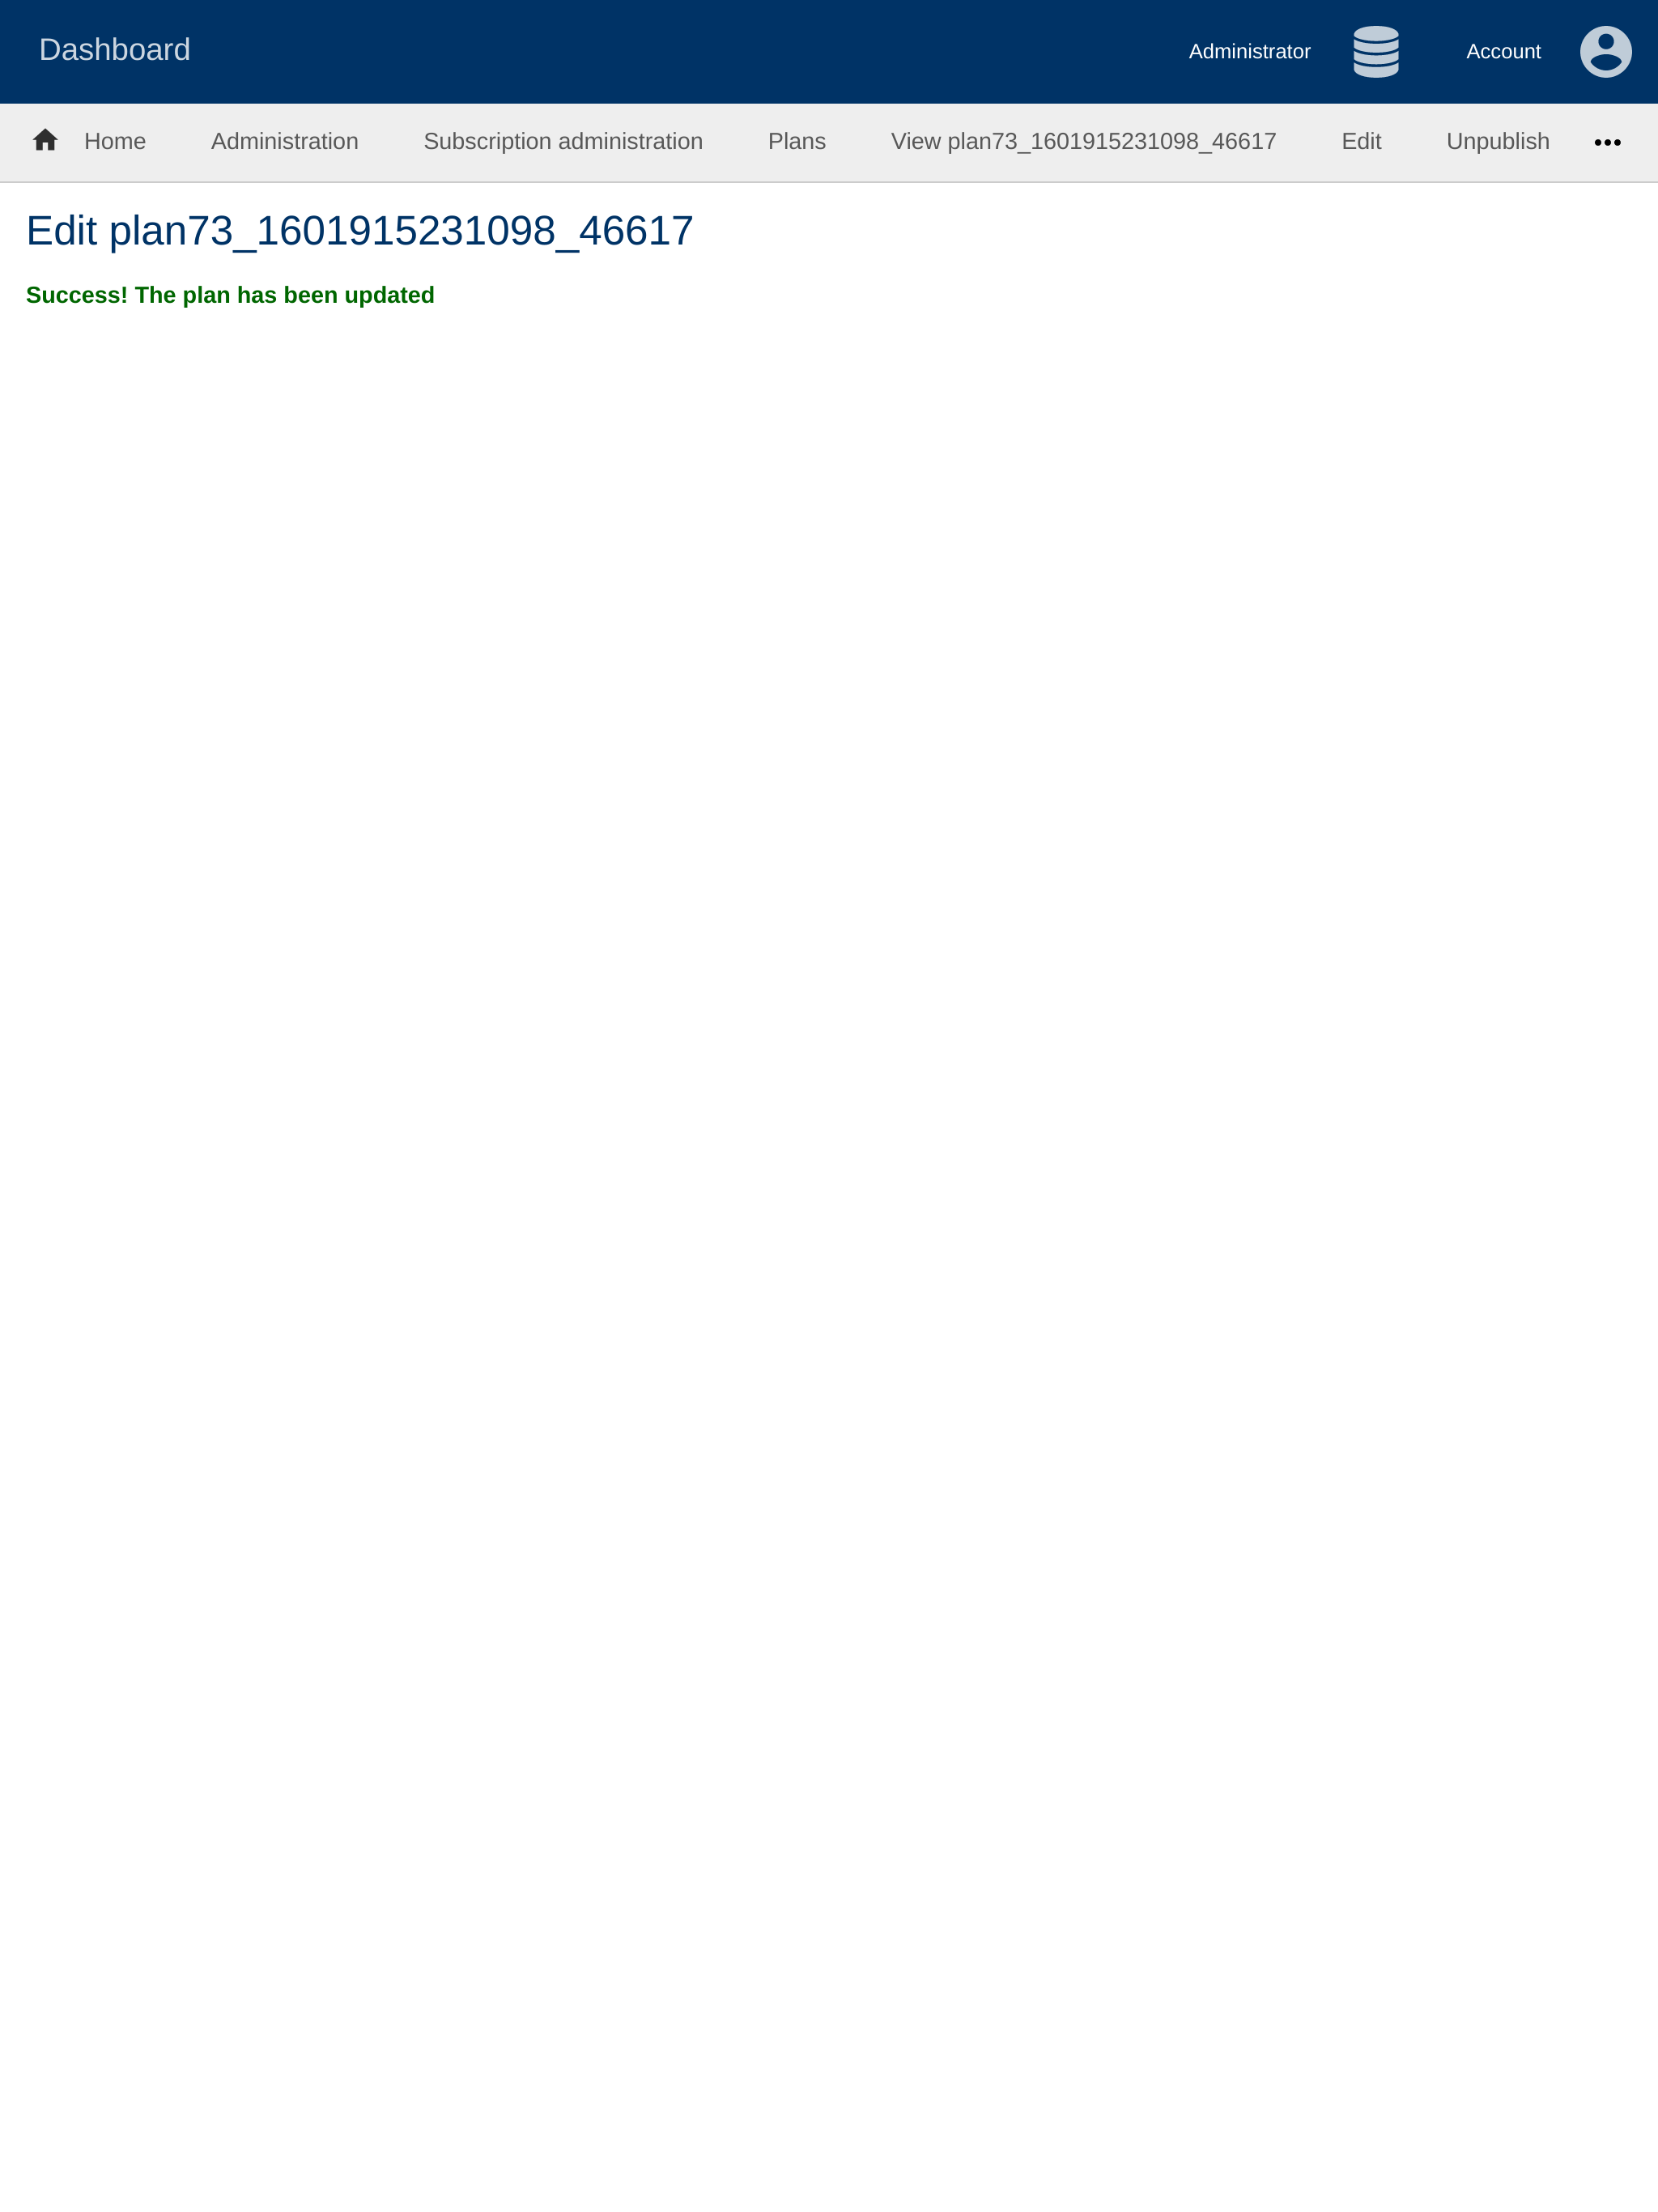 Dashboard Administrator Account
Home Administration Subscription administration Plans View plan73_1601915231098_46617 Edit Unpublish
Edit plan73_1601915231098_46617
Success! The plan has been updated